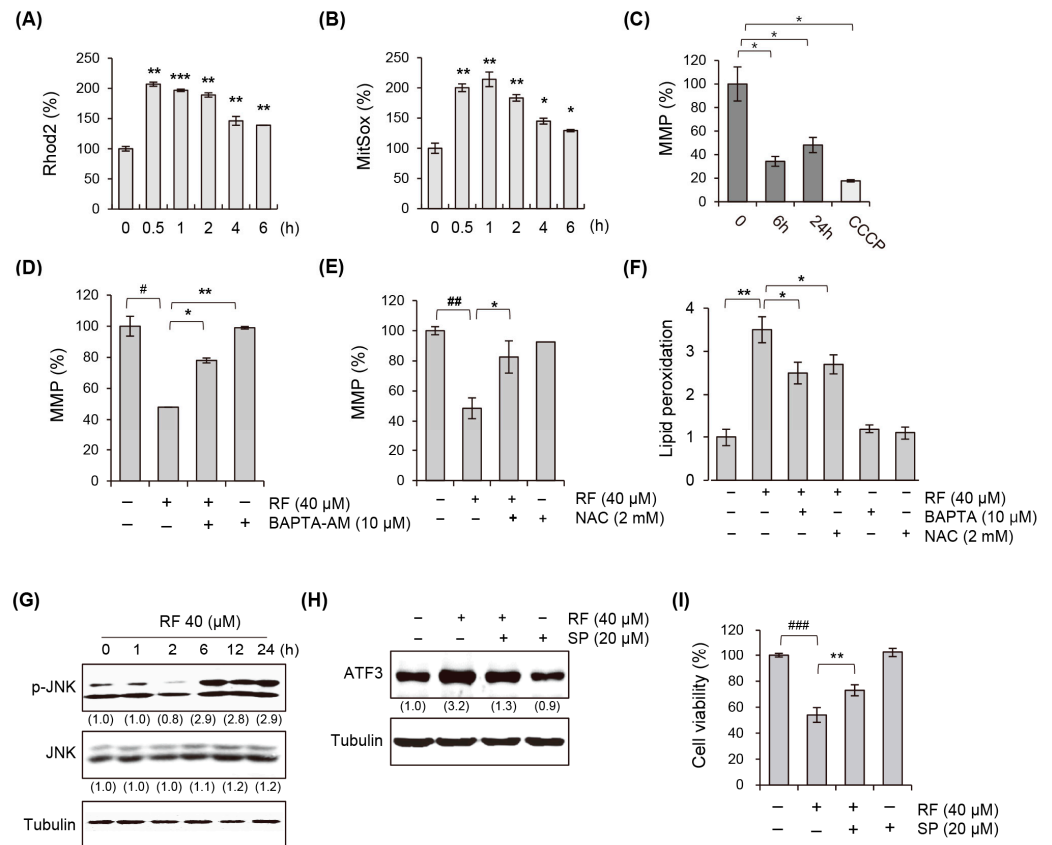 (A)
Rhod2 (%)
250
200
150
100
50
0
** *** ** ** **
0 0.5 1 2 4 6 (h)
(B)
MitSox (%)
250
200
150
100
50
0
** ** ** * *
0 0.5 1 2 4 6 (h)
(C)
MMP (%)
120
100
80
60
40
20
0
*
*
*
0 6h 24h CCCP
(D)
MMP (%)
120
100
80
60
40
20
0
# **
*
– + + – RF (40 µM)
– – + + BAPTA-AM (10 µM)
(E)
MMP (%)
120
100
80
60
40
20
0
## *
– + + – RF (40 µM)
– – + + NAC (2 mM)
(F)
Lipid peroxidation
4
3
2
1
0
*
** *
– + + + – – RF (40 µM)
– – + – + – BAPTA (10 µM)
– – – + – + NAC (2 mM)
(G)
RF 40 (µM)
0 1 2 6 12 24 (h)
p-JNK
(1.0) (1.0) (0.8) (2.9) (2.8) (2.9)
JNK
(1.0) (1.0) (1.0) (1.1) (1.2) (1.2)
Tubulin
(H)
– + + – RF (40 µM)
– – + + SP (20 µM)
ATF3
(1.0) (3.2) (1.3) (0.9)
Tubulin
(I)
Cell viability (%)
120
100
80
60
40
20
0
###
**
– + + – RF (40 µM)
– – + + SP (20 µM)